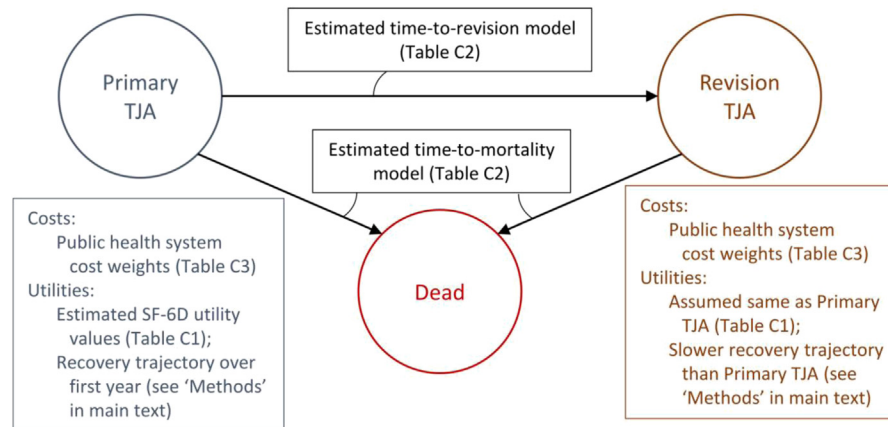 Estimated time-to-revision model
(Table C2)
Primary
TJA
Revision
TJA
Estimated time-to-mortality
model (Table C2)
Dead
Costs:
Public health system
cost weights (Table C3)
Utilities:
Estimated SF-6D utility
values (Table C1);
Recovery trajectory over
first year (see ‘Methods’
in main text)
Costs:
Public health system
cost weights (Table C3)
Utilities:
Assumed same as Primary
TJA (Table C1);
Slower recovery trajectory
than Primary TJA (see
‘Methods’ in main text)